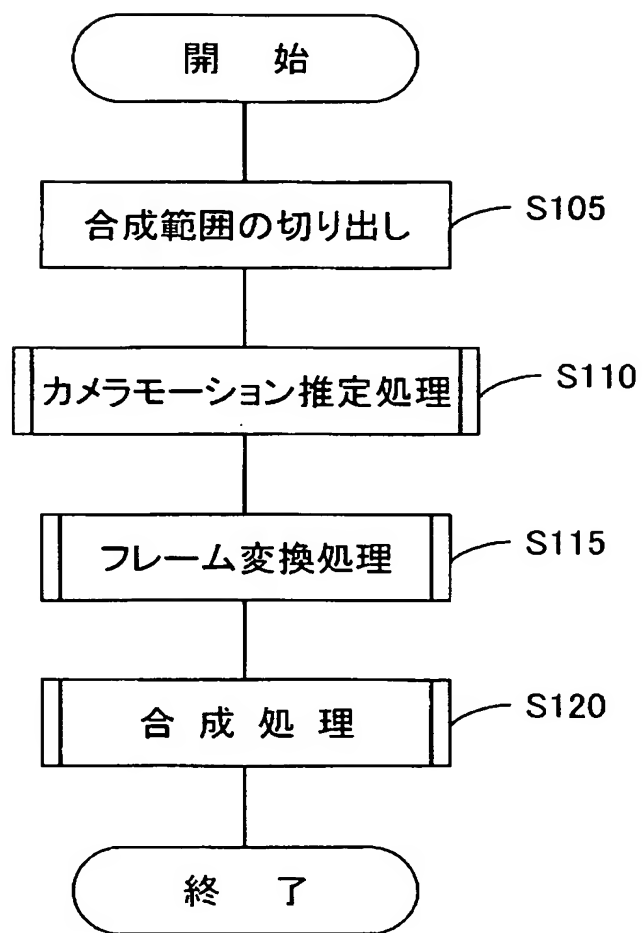 開 始
合成範囲の切り出し
S105
カメラモーション推定処理
S110
フレーム変換処理
S115
合 成 処 理
S120
終 了